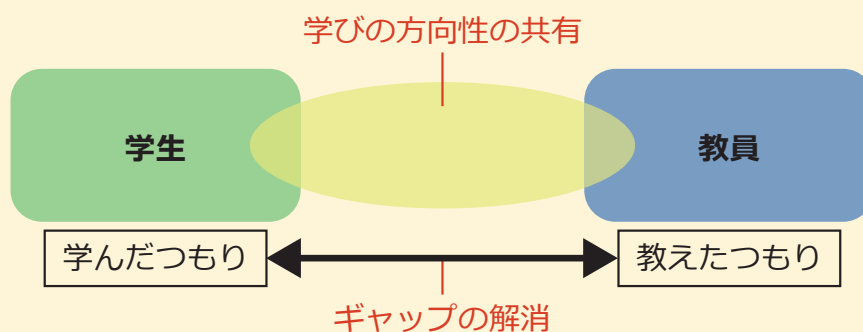 学びの方向性の共有
学生
教員
学んだつもり
教えたつもり
ギャップの解消